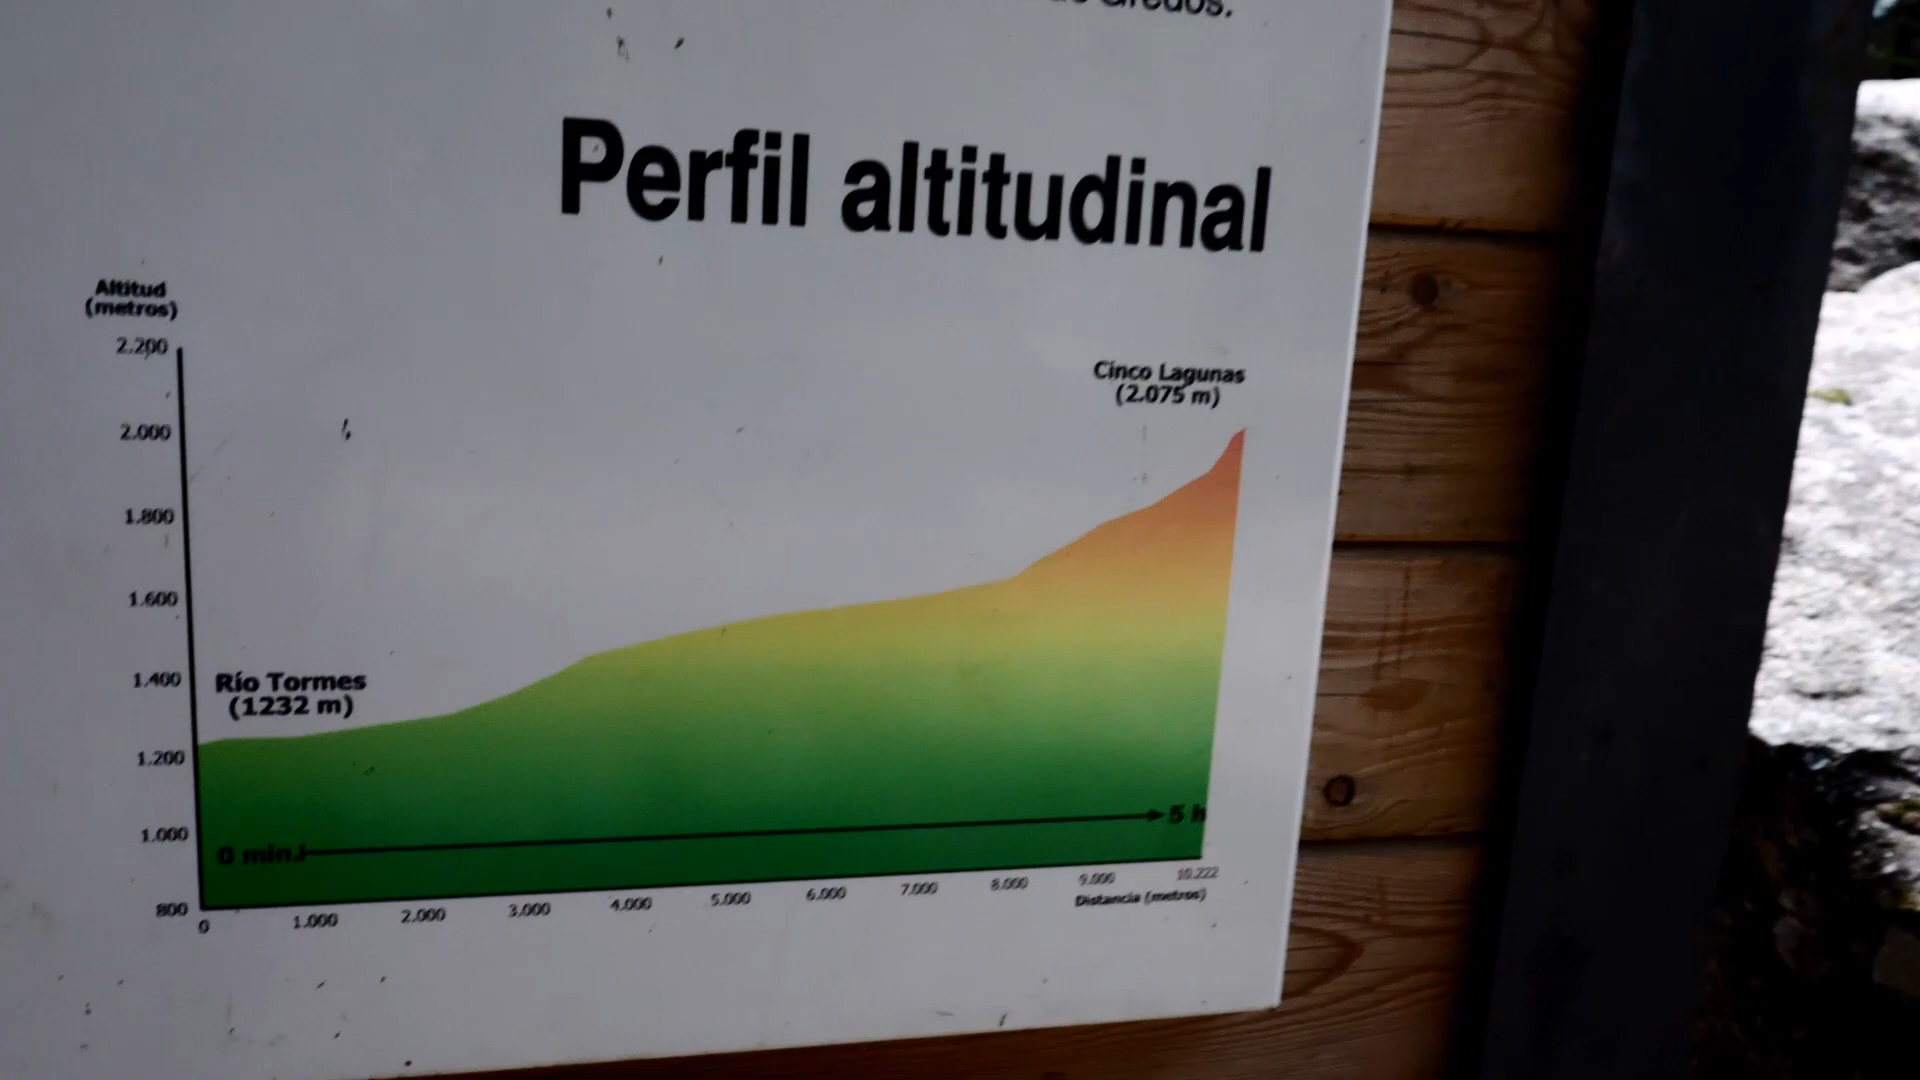 Gredos.
Perfil altitudinal
Altitud
(metros)
2.200
2.000
1.800
1.600
1.400
1.200
1.000
800
Cinco Lagunas
(2.075 m)
Río Tormes
(1232 m)
0 min.
5 h
0
1.000
2.000
3.000
4.000
5.000
6.000
7.000
8.000
9.000
10.222
Distancia (metros)